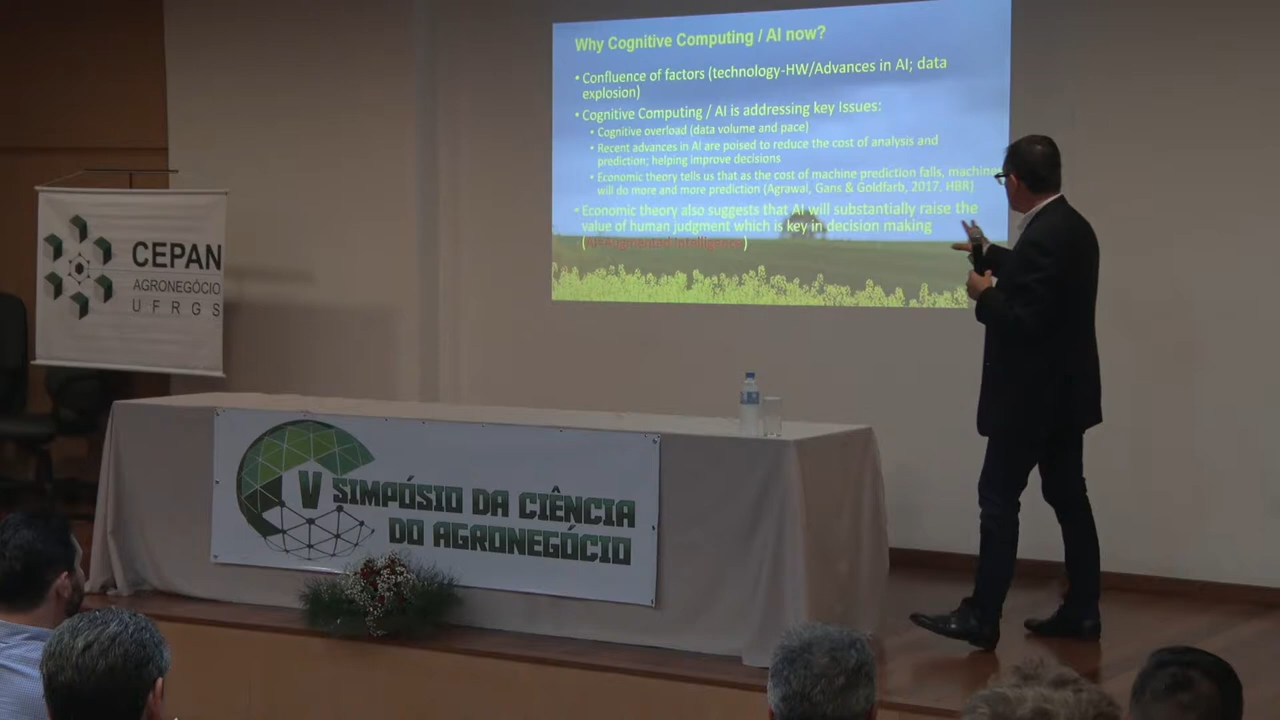 Why Cognitive Computing / AI now?
• Confluence of factors (technology-HW/Advances in AI; data
explosion)
• Cognitive Computing / AI is addressing key Issues:
• Cognitive overload (data volume and pace)
• Recent advances in AI are poised to reduce the cost of analysis and
prediction; helping improve decisions
• Economic theory tells us that as the cost of machine prediction falls, machine
will do more and more prediction (Agrawal, Gans & Goldfarb, 2017, HBR)
• Economic theory also suggests that AI will substantially raise the
value of human judgment which is key in decision making
(AI=Augmented Intelligence)
CEPAN
AGRONEGÓCIO
UFRGS
V SIMPÓSIO DA CIÊNCIA
DO AGRONEGÓCIO